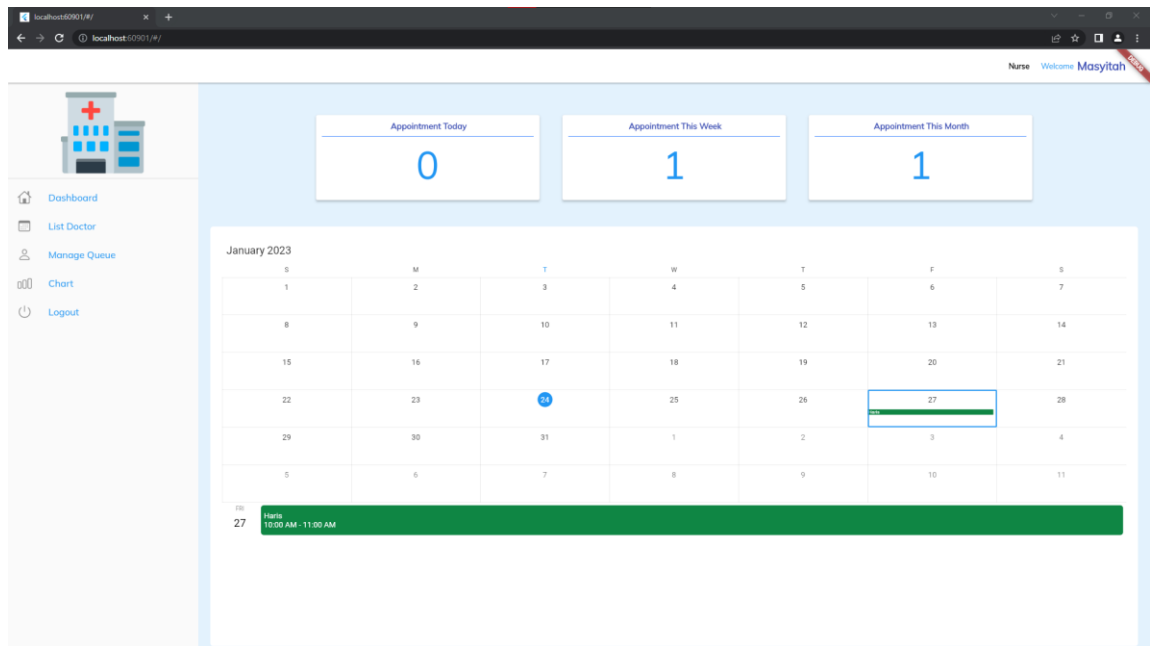 localhost:60901/#/
localhost:60901/#/
DEBUG
Nurse Welcome Masyitah
Appointment Today
0
Appointment This Week
1
Appointment This Month
1
Dashboard
List Doctor
Manage Queue
Chart
Logout
January 2023
S M T W T F S
1 2 3 4 5 6 7
8 9 10 11 12 13 14
15 16 17 18 19 20 21
22 23 24 25 26 27 28
Haris
29 30 31 1 2 3 4
5 6 7 8 9 10 11
FRI
27
Haris
10:00 AM - 11:00 AM